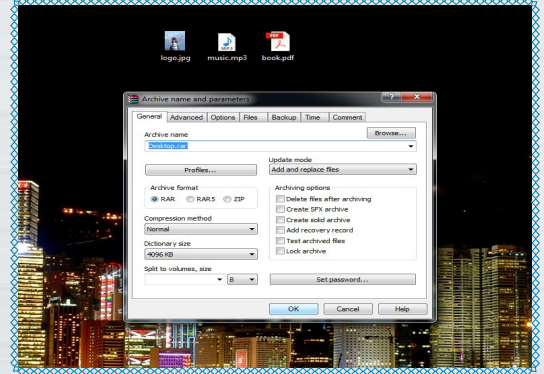 logo.jpg music.mp3 book.pdf
Archive name and parameters
General Advanced Options Files Backup Time Comment
Archive name
Browse...
Desktop.rar
Update mode
Profiles...
Add and replace files
Archive format
RAR RAR5 ZIP
Compression method
Normal
Dictionary size
4096 KB
Split to volumes, size
B
Archiving options
Delete files after archiving
Create SFX archive
Create solid archive
Add recovery record
Test archived files
Lock archive
Set password...
OK Cancel Help
MP3
PDF